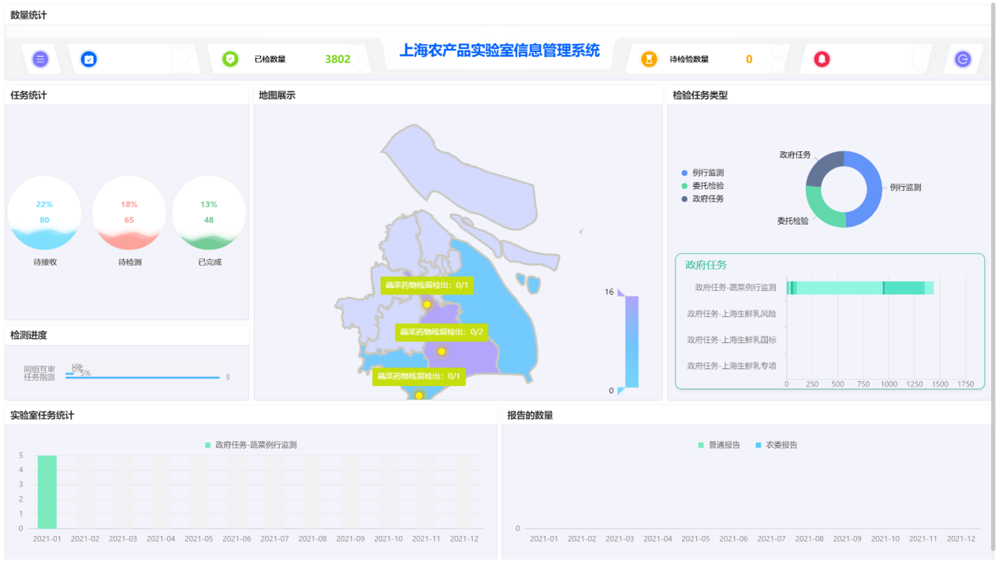 数量统计
已检数量 3802
上海农产品实验室信息管理系统
待检验数量 0
任务统计
22%
80
待接收
18%
65
待检测
13%
48
已完成
检测进度
同组互审
0%
任务指派
5%
9
地图展示
蔬菜药物残留检出：0/1
蔬菜药物残留检出：0/2
蔬菜药物残留检出：0/1
16
0
检验任务类型
例行监测
委托检验
政府任务
政府任务
例行监测
委托检验
政府任务
政府任务-蔬菜例行监测
政府任务-上海生鲜乳风险
政府任务-上海生鲜乳国标
政府任务-上海生鲜乳专项
0 250 500 750 1000 1250 1500 1750
实验室任务统计
政府任务-蔬菜例行监测
5
4
3
2
1
0
2021-01 2021-02 2021-03 2021-04 2021-05 2021-06 2021-07 2021-08 2021-09 2021-10 2021-11 2021-12
报告的数量
普通报告 农委报告
0
2021-01 2021-02 2021-03 2021-04 2021-05 2021-06 2021-07 2021-08 2021-09 2021-10 2021-11 2021-12